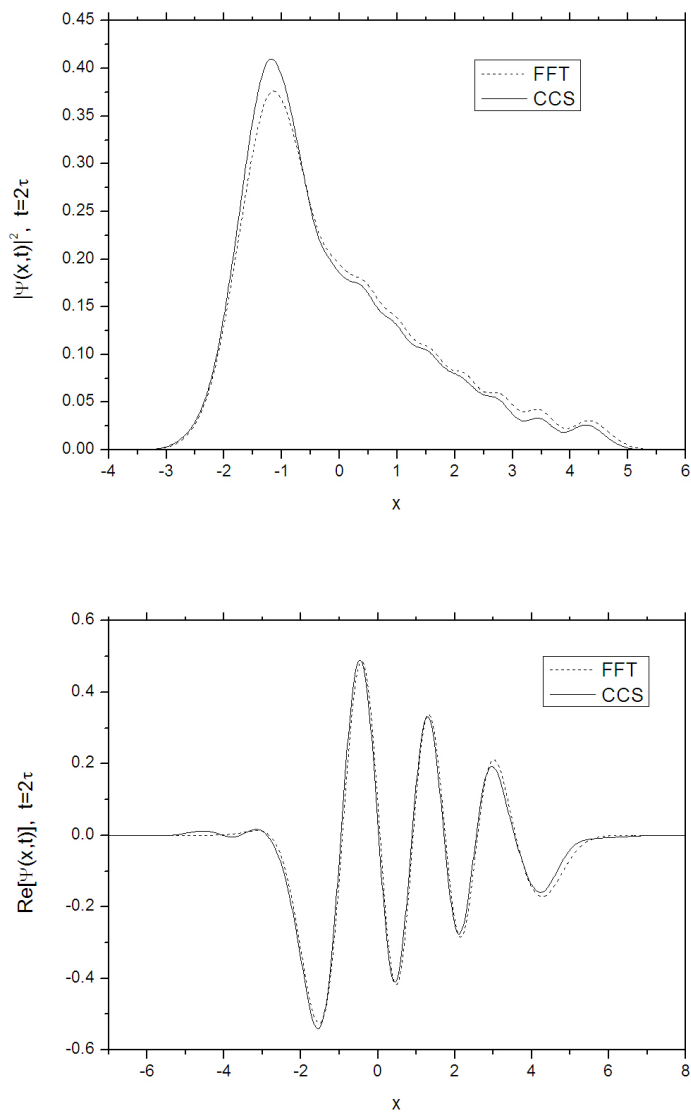 0.45
0.40
0.35
0.30
0.25
0.20
0.15
0.10
0.05
0.00
|Ψ(x,t)|², t=2τ
FFT
CCS
-4 -3 -2 -1 0 1 2 3 4 5 6
x
0.6
0.4
0.2
0.0
-0.2
-0.4
-0.6
Re[Ψ(x,t)], t=2τ
FFT
CCS
-6 -4 -2 0 2 4 6 8
x